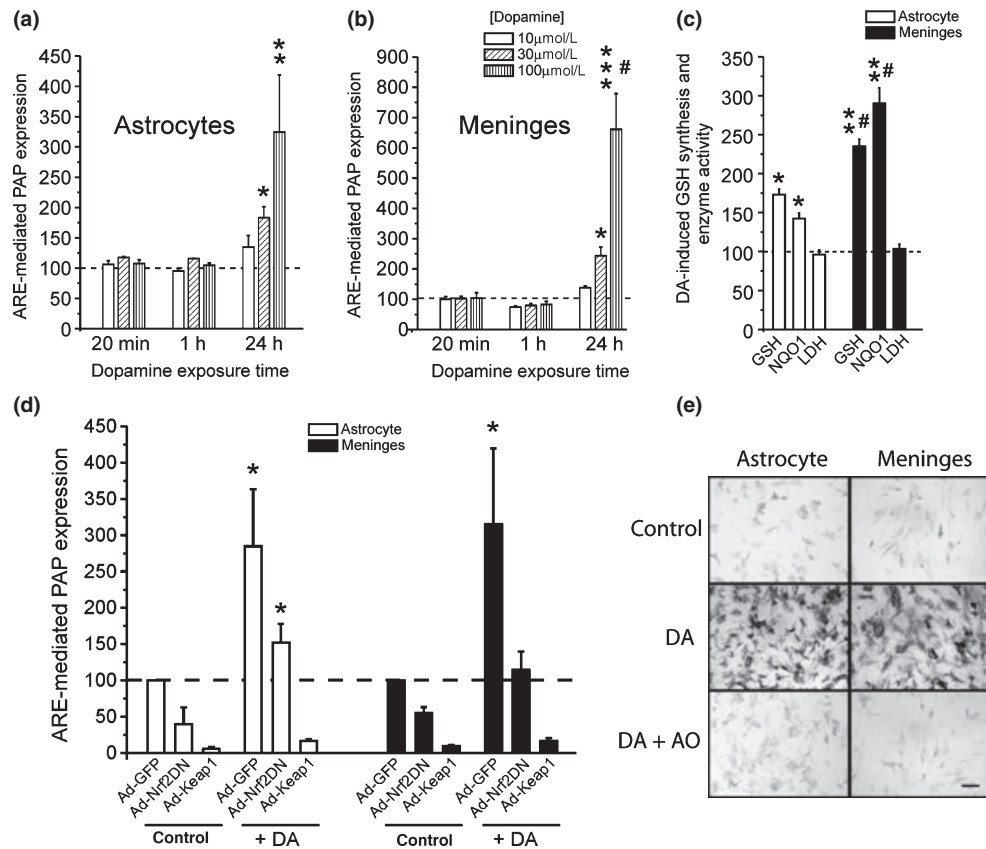 (a)
ARE-mediated PAP expression
450
400
350
300
250
200
150
100
50
0
Astrocytes
*
*
*
20 min 1 h 24 h
Dopamine exposure time
(b)
ARE-mediated PAP expression
900
800
700
600
500
400
300
200
100
0
[Dopamine]
10μmol/L
30μmol/L
100μmol/L
Meninges
*
*
*
*
#
20 min 1 h 24 h
Dopamine exposure time
(c)
Astrocyte
Meninges
DA-induced GSH synthesis and
enzyme activity
350
300
250
200
150
100
50
0
*
*
*
*
#
*
*
#
GSH
NQO1
LDH
GSH
NQO1
LDH
(d)
Astrocyte
Meninges
ARE-mediated PAP expression
450
400
350
300
250
200
150
100
50
0
*
*
*
Ad-GFP
Ad-Nrf2DN
Ad-Keap1
Ad-GFP
Ad-Nrf2DN
Ad-Keap1
Ad-GFP
Ad-Nrf2DN
Ad-Keap1
Ad-GFP
Ad-Nrf2DN
Ad-Keap1
Control + DA Control + DA
(e)
Astrocyte Meninges
Control
DA
DA + AO